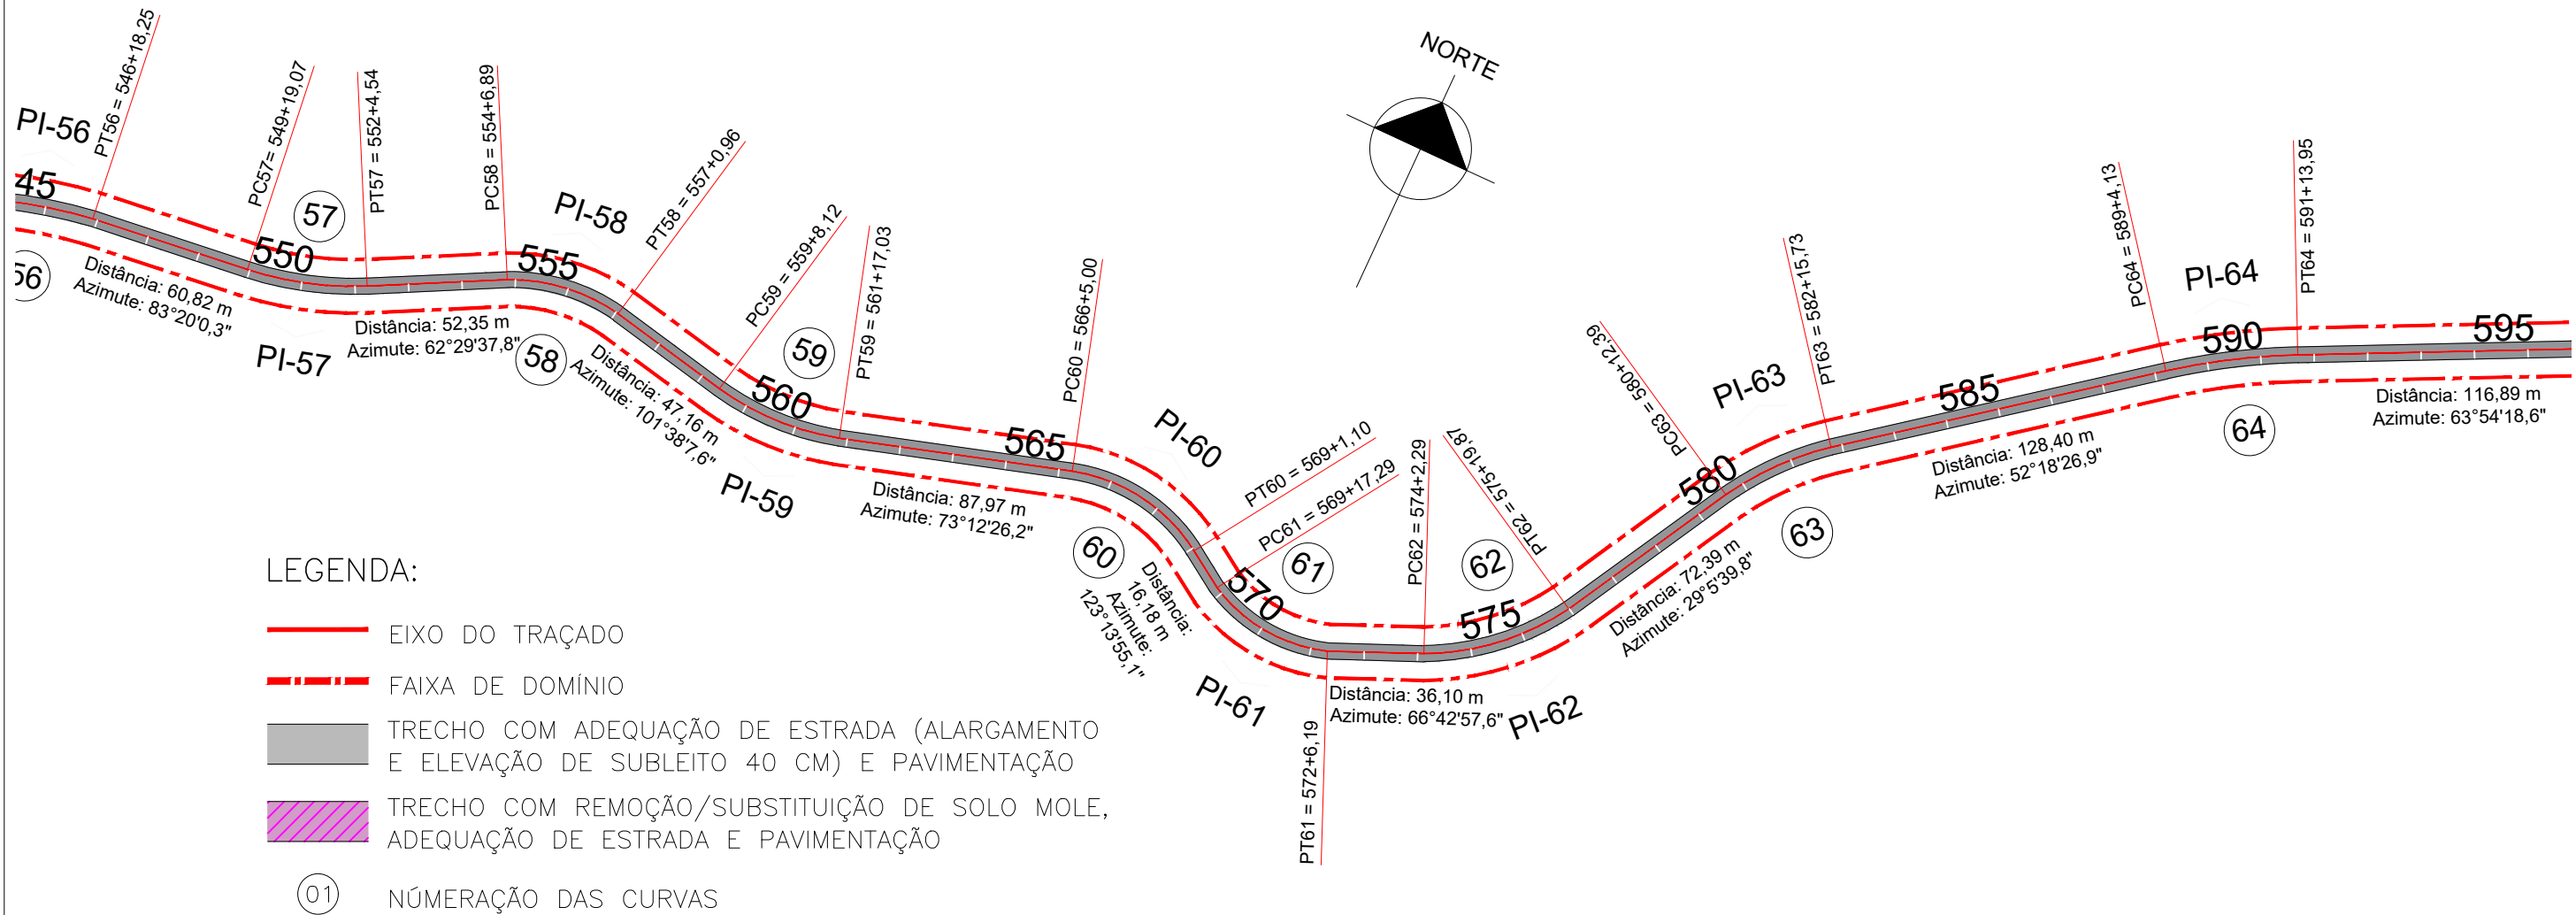 NORTE
PI-56
PT56 = 546+18,25
PC57= 549+19,07
PT57 = 552+4,54
PC58 = 554+6,89
PI-58
PT58 = 557+0,96
PC59 = 559+8,12
PT59 = 561+17,03
PC60 = 566+5,00
PI-60
PT60 = 569+1,10
PC61 = 569+17,29
PC62 = 574+2,29
PT62 = 575+19,87
PC63 = 580+12,39
PI-63
PT63 = 582+15,73
PC64 = 589+4,13
PI-64
PT64 = 591+13,95
45
56
57
550
555
58
59
560
565
60
61
570
62
575
580
63
585
590
64
595
Distância: 60,82 m
Azimute: 83°20'0,3"
PI-57
Distância: 52,35 m
Azimute: 62°29'37,8"
Distância: 47,16 m
Azimute: 101°38'7,6"
PI-59
Distância: 87,97 m
Azimute: 73°12'26,2"
Distância:
16,18 m
Azimute:
123°13'55,1"
PI-61
PT61 = 572+6,19
Distância: 36,10 m
Azimute: 66°42'57,6"
PI-62
Distância: 72,39 m
Azimute: 29°5'39,8"
Distância: 128,40 m
Azimute: 52°18'26,9"
Distância: 116,89 m
Azimute: 63°54'18,6"
LEGENDA:
EIXO DO TRAÇADO
FAIXA DE DOMÍNIO
TRECHO COM ADEQUAÇÃO DE ESTRADA (ALARGAMENTO
E ELEVAÇÃO DE SUBLEITO 40 CM) E PAVIMENTAÇÃO
TRECHO COM REMOÇÃO/SUBSTITUIÇÃO DE SOLO MOLE,
ADEQUAÇÃO DE ESTRADA E PAVIMENTAÇÃO
01 NÚMERAÇÃO DAS CURVAS